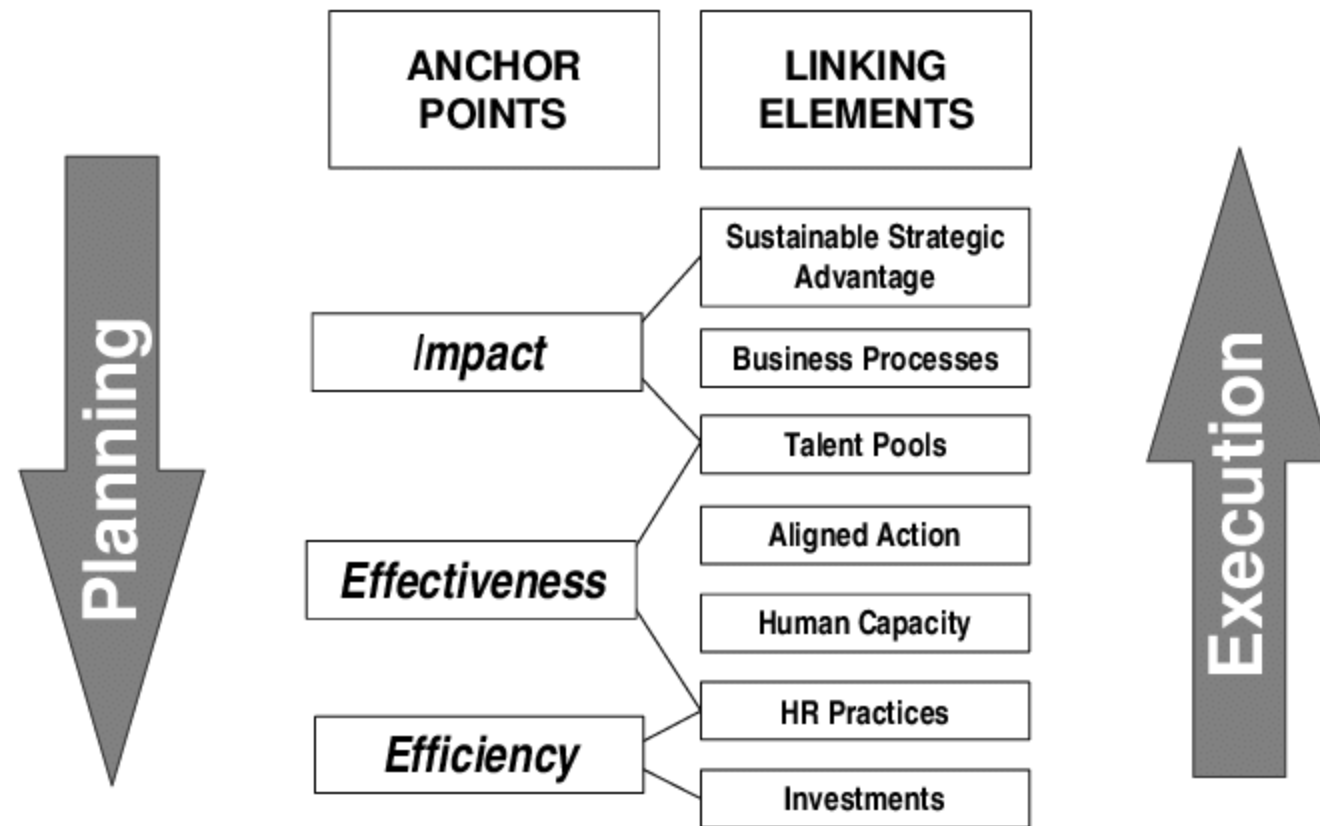 ANCHOR
POINTS
LINKING
ELEMENTS
Planning
Execution
Impact
Effectiveness
Efficiency
Sustainable Strategic
Advantage
Business Processes
Talent Pools
Aligned Action
Human Capacity
HR Practices
Investments